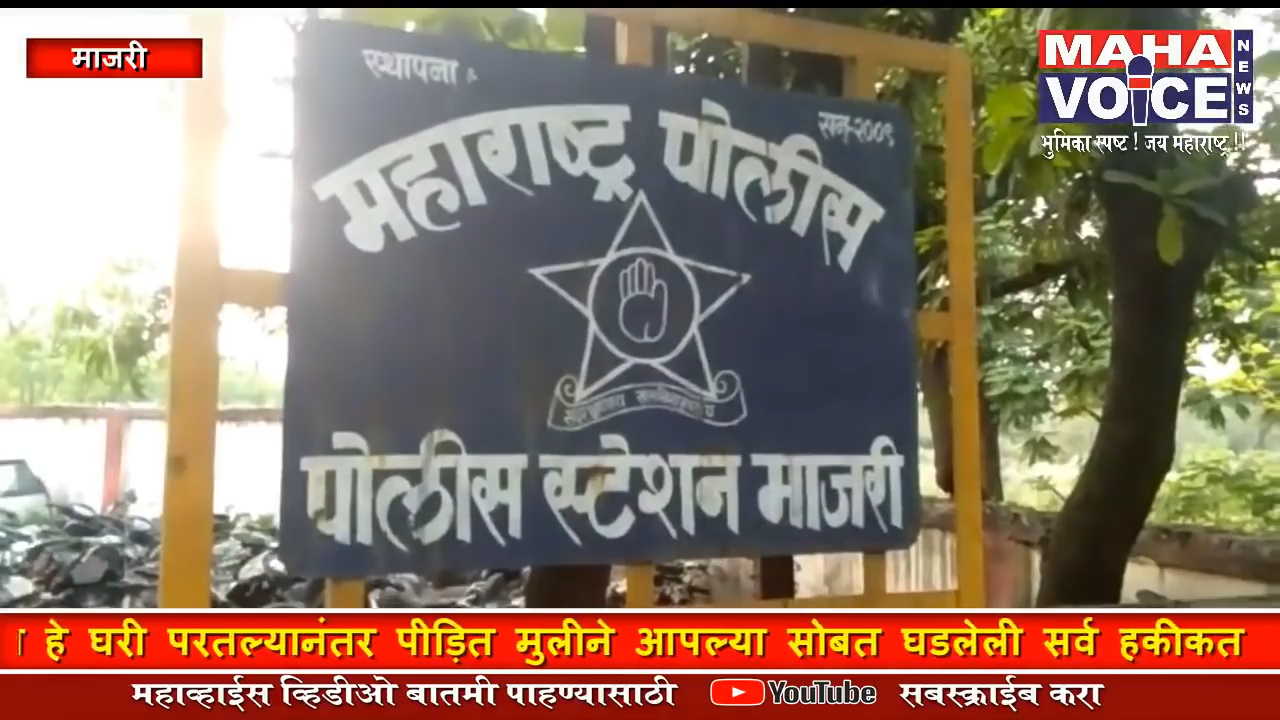 माजरी
MAHA
VOICE
NEWS
भुमिका स्पष्ट ! जय महाराष्ट्र !!
स्थापना :
सन-२००९
महाराष्ट्र पोलीस
पोलीस स्टेशन माजरी
हे घरी परतल्यानंतर पीड़ित मुलीने आपल्या सोबत घडलेली सर्व हकीकत
महाव्हाईस व्हिडीओ बातमी पाहण्यासाठी YouTube सबस्क्राईब करा